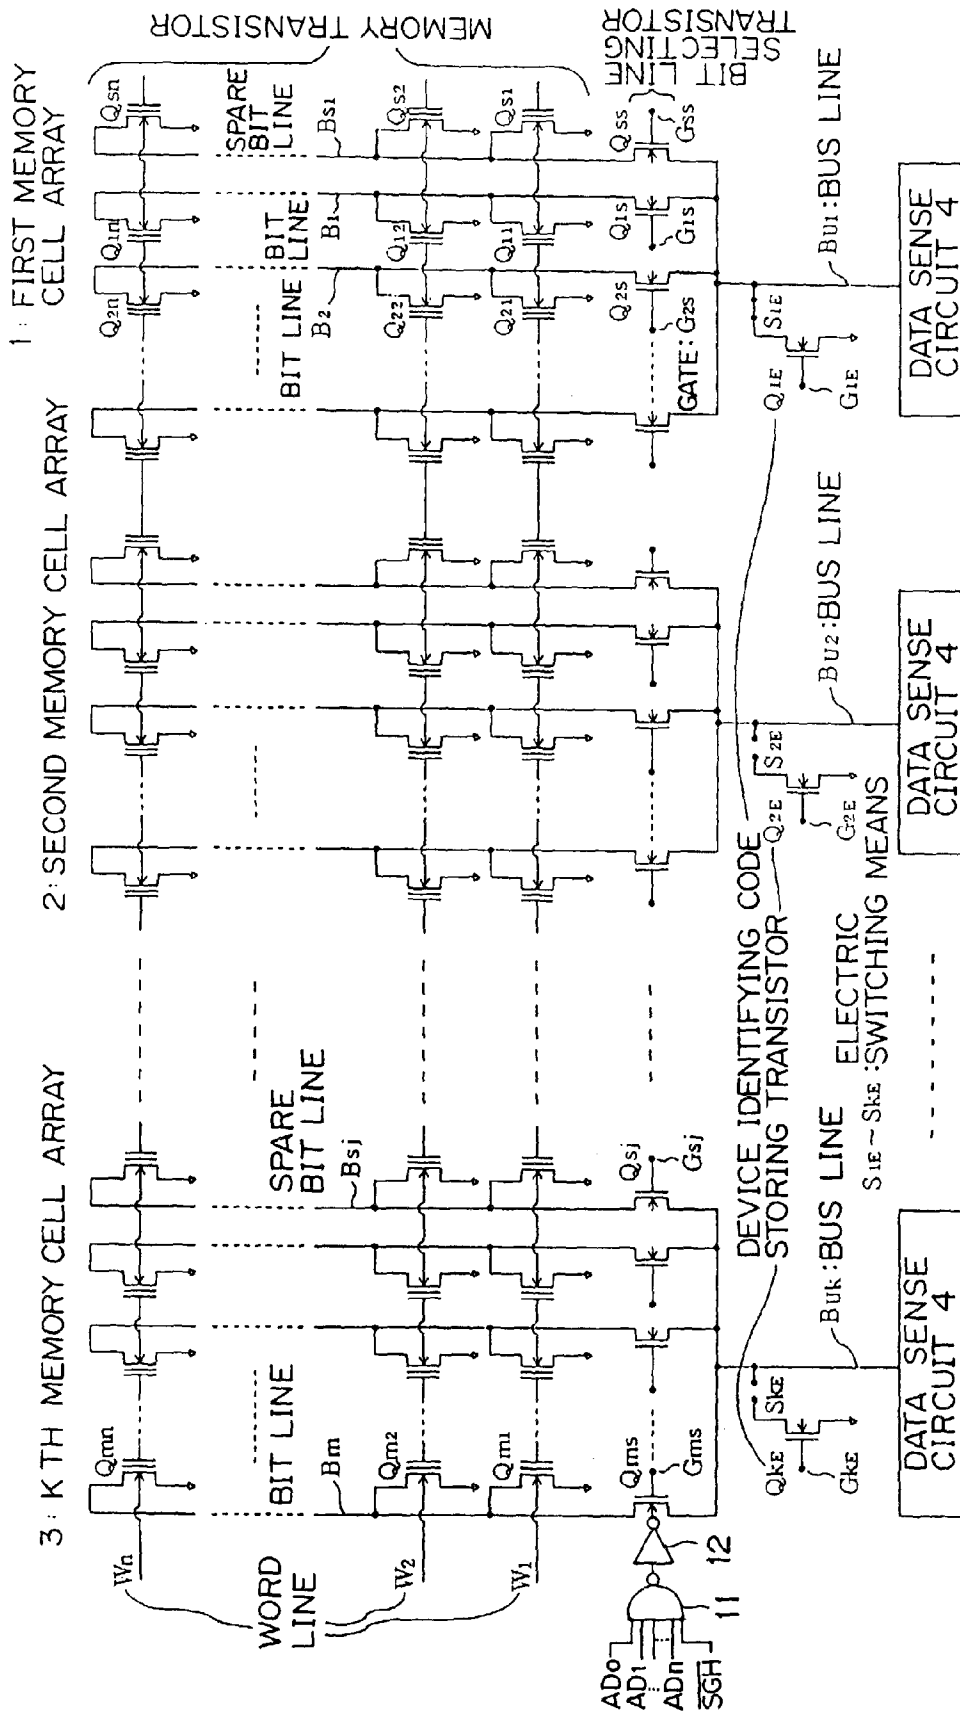 3: K TH MEMORY CELL ARRAY
2: SECOND MEMORY CELL ARRAY
1: FIRST MEMORY
CELL ARRAY
Wn
Qmn
Q2n
Q1n
Qsn
MEMORY TRANSISTOR
WORD
LINE
BIT LINE
SPARE
BIT LINE
BIT LINE
BIT
LINE
SPARE
BIT
LINE
Bm
Bsj
B2
B1
Bs1
W2
Qm2
Q22
Q12
Qs2
W1
Qm1
Q21
Q11
Qs1
AD0
AD1
ADn
SGH
11
12
Qms
Qsj
Q2s
Q1s
Qss
BIT LINE
SELECTING
TRANSISTOR
Gms
Gsj
GATE: G2s
G1s
Gss
DEVICE IDENTIFYING CODE
STORING TRANSISTOR
QkE
SkE
Q2E
S2E
Q1E
S1E
GkE
G2E
G1E
Buk: BUS LINE
Bu2: BUS LINE
Bu1: BUS LINE
ELECTRIC
S1E~SkE: SWITCHING MEANS
DATA SENSE
CIRCUIT 4
DATA SENSE
CIRCUIT 4
DATA SENSE
CIRCUIT 4